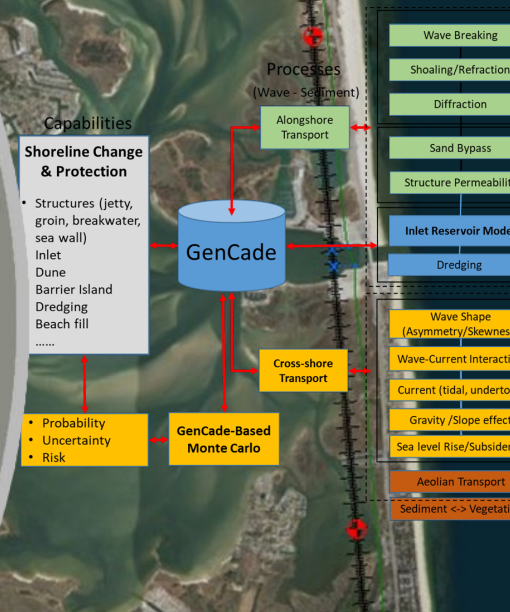 Capabilities
Shoreline Change
& Protection
• Structures (jetty,
groin, breakwater,
sea wall)
Inlet
Dune
Barrier Island
Dredging
Beach fill
......
• Probability
• Uncertainty
• Risk
GenCade
GenCade-Based
Monte Carlo
Processes
(Wave - Sediment)
Alongshore
Transport
Cross-shore
Transport
Wave Breaking
Shoaling/Refraction
Diffraction
Sand Bypass
Structure Permeabilit
Inlet Reservoir Mode
Dredging
Wave Shape
(Asymmetry/Skewnes
Wave-Current Interacti
Current (tidal, underto
Gravity /Slope effect
Sea level Rise/Subsiden
Aeolian Transport
Sediment <-> Vegetati